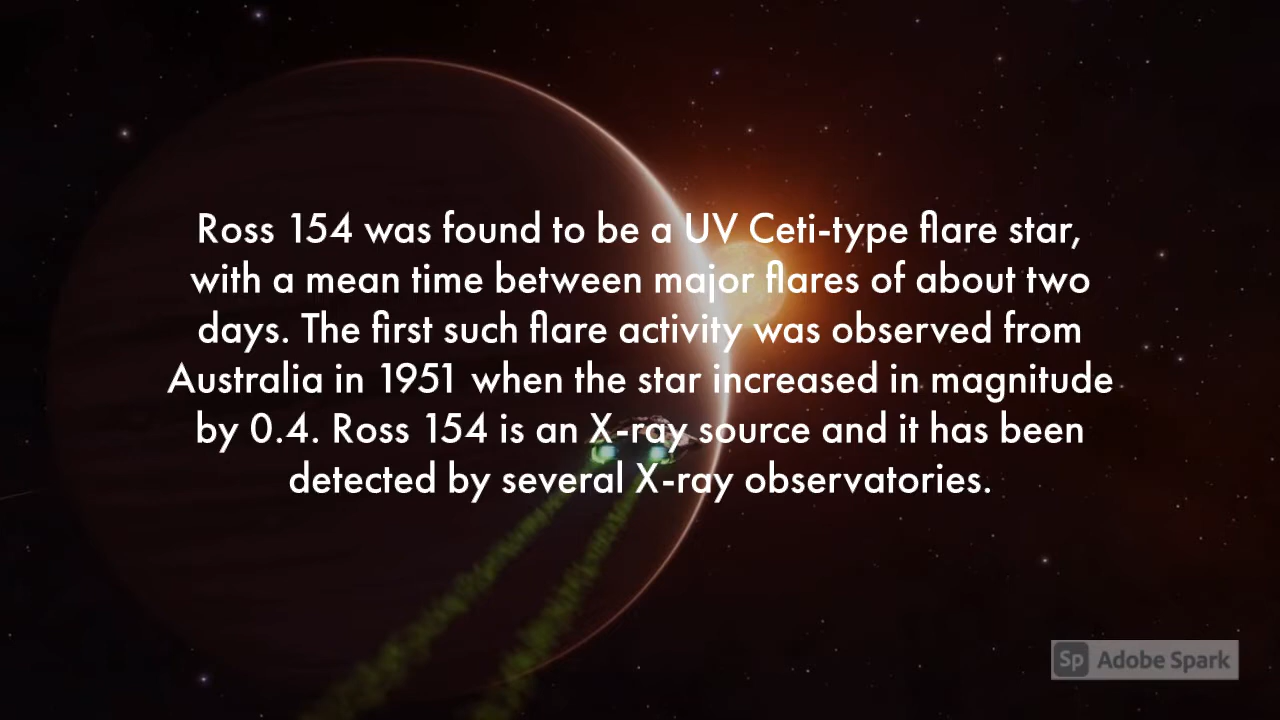 Ross 154 was found to be a UV Ceti-type flare star,
with a mean time between major flares of about two
days. The first such flare activity was observed from
Australia in 1951 when the star increased in magnitude
by 0.4. Ross 154 is an X-ray source and it has been
detected by several X-ray observatories.
Sp Adobe Spark